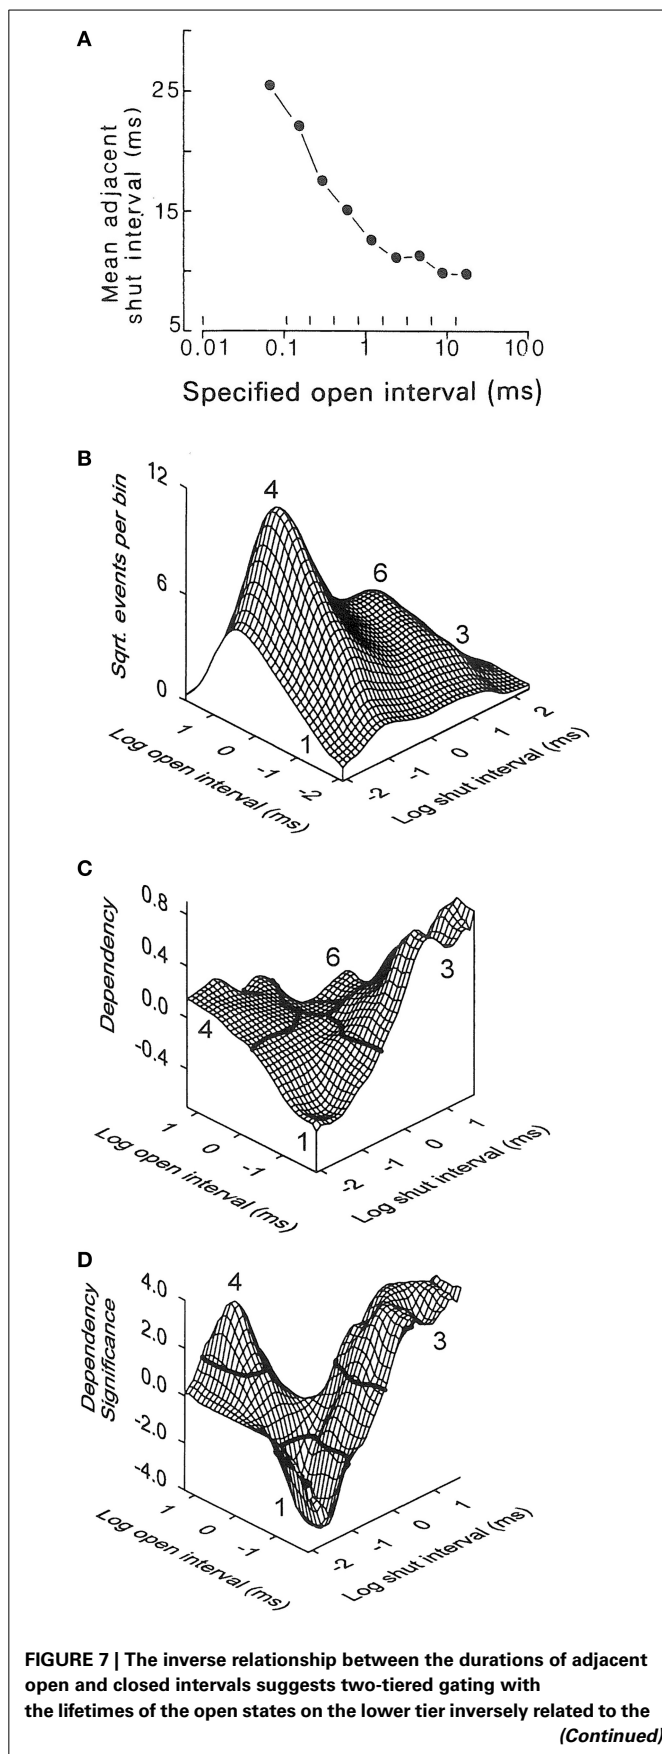 A
Mean adjacent
shut interval (ms)
25
15
5
0.01 0.1 1 10 100
Specified open interval (ms)
B
Sqrt. events per bin
12
6
0
4
6
3
1
1 0 -1 -2
Log open interval (ms)
-2 -1 0 1 2
Log shut interval (ms)
C
Dependency
0.8
0.4
0.0
-0.4
4
6
3
1
1 0 -1
Log open interval (ms)
-2 -1 0 1
Log shut interval (ms)
D
Dependency
Significance
4.0
2.0
0.0
-2.0
-4.0
4
3
1
1 0 -1
Log open interval (ms)
-2 -1 0 1
Log shut interval (ms)
FIGURE 7 | The inverse relationship between the durations of adjacent
open and closed intervals suggests two-tiered gating with
the lifetimes of the open states on the lower tier inversely related to the
(Continued)